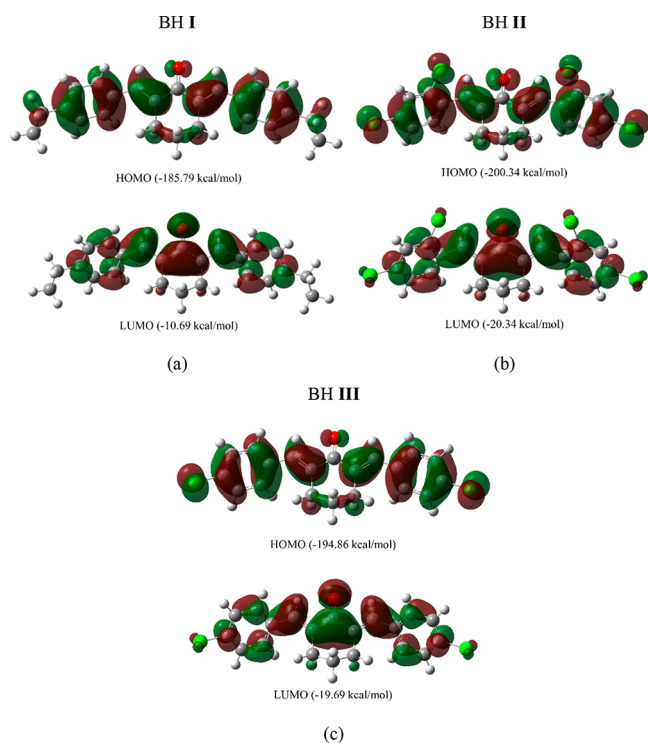 BH I
BH II
HOMO (-185.79 kcal/mol)
HOMO (-200.34 kcal/mol)
LUMO (-10.69 kcal/mol)
LUMO (-20.34 kcal/mol)
(a)
(b)
BH III
HOMO (-194.86 kcal/mol)
LUMO (-19.69 kcal/mol)
(c)